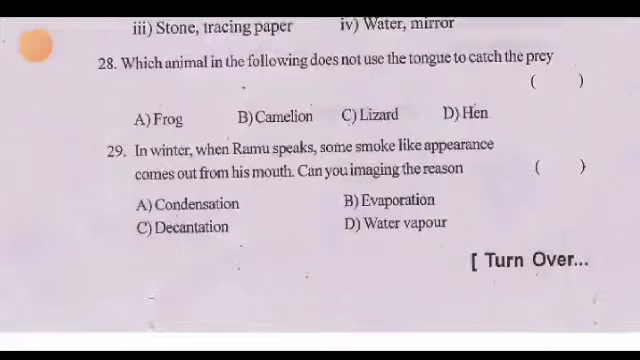 iii) Stone, tracing paper iv) Water, mirror
28. Which animal in the following does not use the tongue to catch the prey
( )
A) Frog B) Camelion C) Lizard D) Hen
29. In winter, when Ramu speaks, some smoke like appearance
comes out from his mouth. Can you imaging the reason ( )
A) Condensation B) Evaporation
C) Decantation D) Water vapour
[ Turn Over...